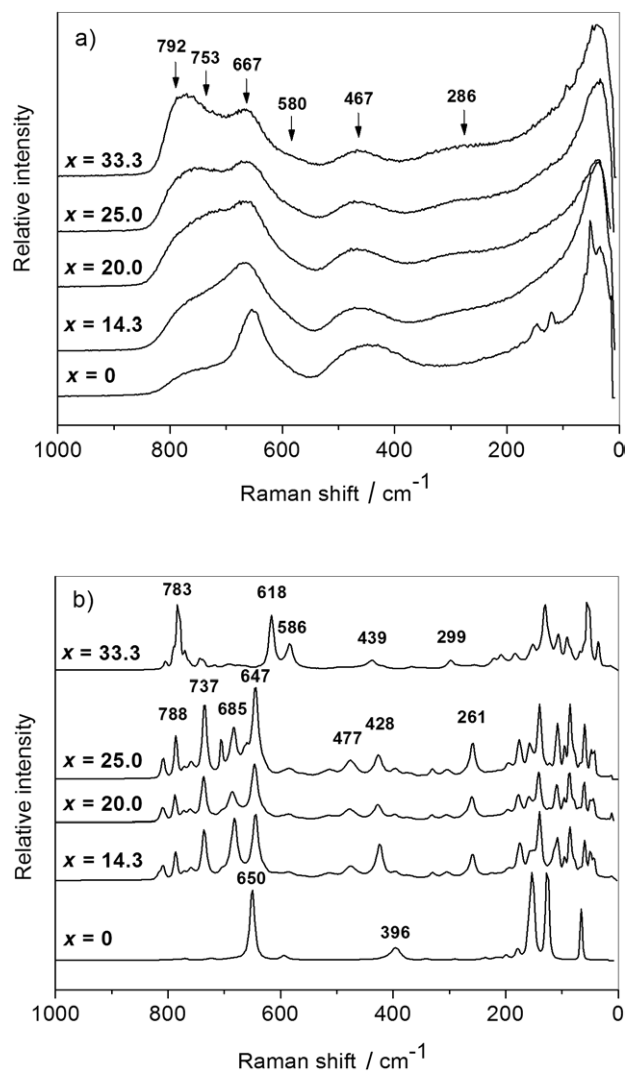 a)
792
753
667
580
467
286
x = 33.3
x = 25.0
x = 20.0
x = 14.3
x = 0
Relative intensity
1000 800 600 400 200 0
Raman shift / cm⁻¹
b)
783
618
586
439
299
x = 33.3
788
737
685
647
477
428
261
x = 25.0
x = 20.0
x = 14.3
650
396
x = 0
Relative intensity
1000 800 600 400 200 0
Raman shift / cm⁻¹